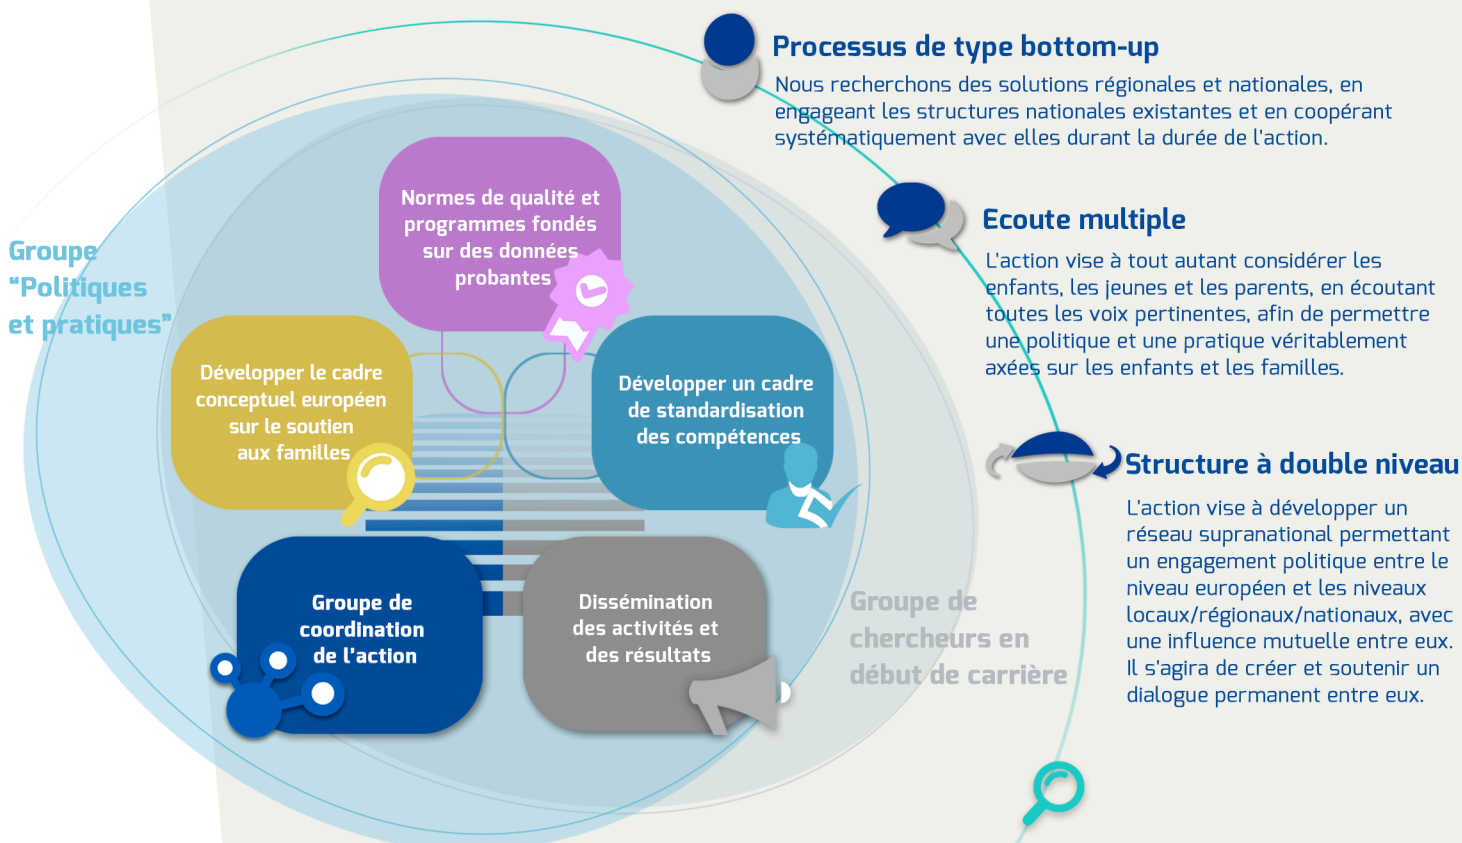 Processus de type bottom-up
Nous recherchons des solutions régionales et nationales, en
engageant les structures nationales existantes et en coopérant
systématiquement avec elles durant la durée de l'action.
Ecoute multiple
L'action vise à tout autant considérer les
enfants, les jeunes et les parents, en écoutant
toutes les voix pertinentes, afin de permettre
une politique et une pratique véritablement
axées sur les enfants et les familles.
Structure à double niveau
L'action vise à développer un
réseau supranational permettant
un engagement politique entre le
niveau européen et les niveaux
locaux/régionaux/nationaux, avec
une influence mutuelle entre eux.
Il s'agira de créer et soutenir un
dialogue permanent entre eux.
Groupe
“Politiques
et pratiques”
Normes de qualité et
programmes fondés
sur des données
probantes
Développer le cadre
conceptuel européen
sur le soutien
aux familles
Développer un cadre
de standardisation
des compétences
Groupe de
coordination
de l’action
Dissémination
des activités et
des résultats
Groupe de
chercheurs en
début de carrière